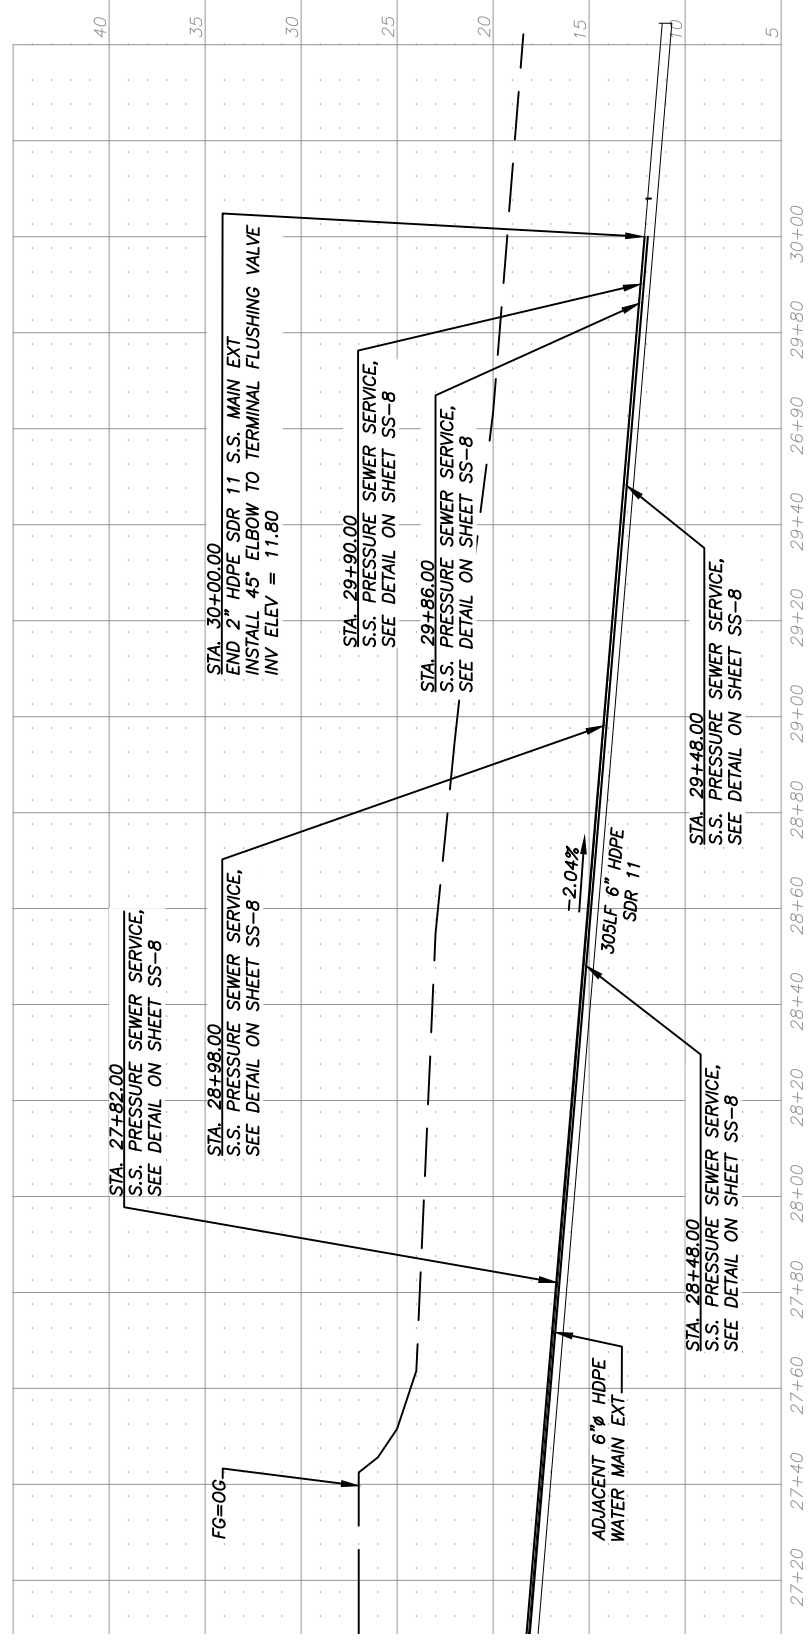 40
35
30
25
20
15
10
5
STA. 30+00.00
END 2" HDPE SDR 11 S.S. MAIN EXT
INSTALL 45° ELBOW TO TERMINAL FLUSHING VALVE
INV ELEV = 11.80
STA. 29+90.00
S.S. PRESSURE SEWER SERVICE,
SEE DETAIL ON SHEET SS-8
STA. 29+86.00
S.S. PRESSURE SEWER SERVICE,
SEE DETAIL ON SHEET SS-8
STA. 29+48.00
S.S. PRESSURE SEWER SERVICE,
SEE DETAIL ON SHEET SS-8
STA. 28+98.00
S.S. PRESSURE SEWER SERVICE,
SEE DETAIL ON SHEET SS-8
-2.04%
305LF 6" HDPE
SDR 11
STA. 27+82.00
S.S. PRESSURE SEWER SERVICE,
SEE DETAIL ON SHEET SS-8
STA. 28+48.00
S.S. PRESSURE SEWER SERVICE,
SEE DETAIL ON SHEET SS-8
ADJACENT 6"ø HDPE
WATER MAIN EXT
FG=OG
27+20
27+40
27+60
27+80
28+00
28+20
28+40
28+60
28+80
29+00
29+20
29+40
26+90
29+80
30+00